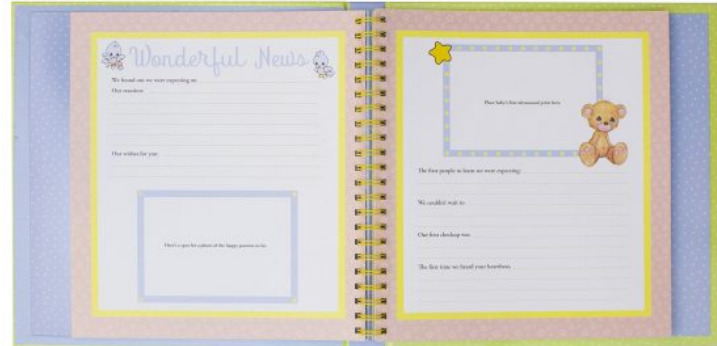 Wonderful News
We found out we were expecting on
Our reaction
Our wishes for you
Here's a spot for a photo of the happy parents-to-be.
Place baby's first ultrasound print here.
The first people to learn we were expecting
We couldn't wait to
Our first checkup was
The first time we heard your heartbeat